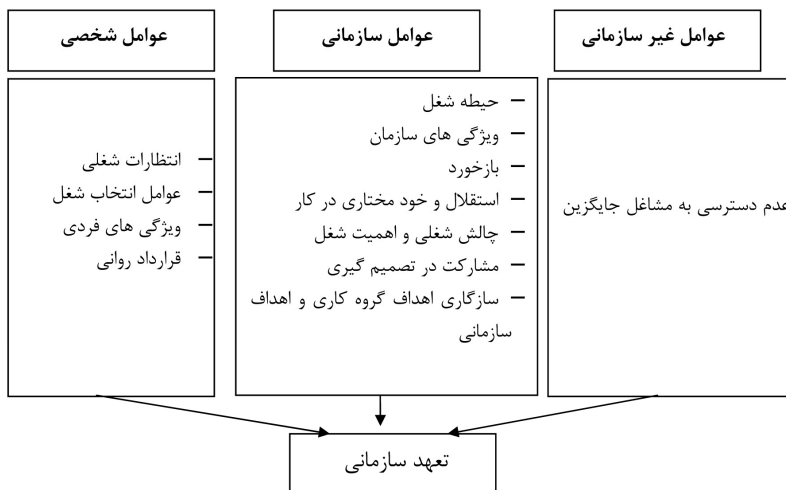 عوامل غیر سازمانی
عدم دسترسی به مشاغل جایگزین
عوامل سازمانی
– حیطه شغل
– ویژگی های سازمان
– بازخورد
– استقلال و خود مختاری در کار
– چالش شغلی و اهمیت شغل
– مشارکت در تصمیم گیری
– سازگاری اهداف گروه کاری و اهداف
سازمانی
عوامل شخصی
– انتظارات شغلی
– عوامل انتخاب شغل
– ویژگی های فردی
– قرارداد روانی
تعهد سازمانی